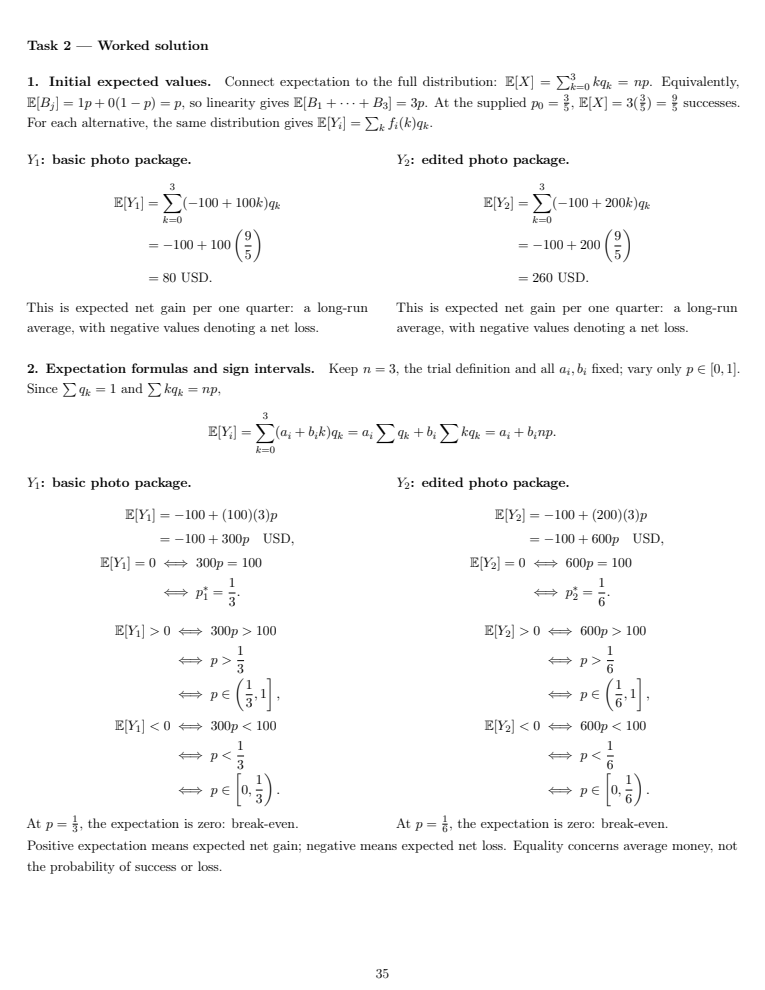 Task 2 — Worked solution
1. Initial expected values. Connect expectation to the full distribution: 𝔼[X] = ∑_{k=0}^{3} kq_k = np. Equivalently,
𝔼[B_j] = 1p + 0(1 − p) = p, so linearity gives 𝔼[B_1 + ··· + B_3] = 3p. At the supplied p_0 = 3/5, 𝔼[X] = 3(3/5) = 9/5 successes.
For each alternative, the same distribution gives 𝔼[Y_i] = ∑_k f_i(k)q_k.
Y_1: basic photo package.
𝔼[Y_1] = ∑_{k=0}^{3} (−100 + 100k)q_k
= −100 + 100 (9/5)
= 80 USD.
This is expected net gain per one quarter: a long-run
average, with negative values denoting a net loss.
Y_2: edited photo package.
𝔼[Y_2] = ∑_{k=0}^{3} (−100 + 200k)q_k
= −100 + 200 (9/5)
= 260 USD.
This is expected net gain per one quarter: a long-run
average, with negative values denoting a net loss.
2. Expectation formulas and sign intervals. Keep n = 3, the trial definition and all a_i, b_i fixed; vary only p ∈ [0, 1].
Since ∑ q_k = 1 and ∑ kq_k = np,
𝔼[Y_i] = ∑_{k=0}^{3} (a_i + b_i k)q_k = a_i ∑ q_k + b_i ∑ kq_k = a_i + b_i np.
Y_1: basic photo package.
𝔼[Y_1] = −100 + (100)(3)p
= −100 + 300p USD,
𝔼[Y_1] = 0 ⟺ 300p = 100
⟺ p_1^* = 1/3.
𝔼[Y_1] > 0 ⟺ 300p > 100
⟺ p > 1/3
⟺ p ∈ (1/3, 1],
𝔼[Y_1] < 0 ⟺ 300p < 100
⟺ p < 1/3
⟺ p ∈ [0, 1/3).
At p = 1/3, the expectation is zero: break-even.
Y_2: edited photo package.
𝔼[Y_2] = −100 + (200)(3)p
= −100 + 600p USD,
𝔼[Y_2] = 0 ⟺ 600p = 100
⟺ p_2^* = 1/6.
𝔼[Y_2] > 0 ⟺ 600p > 100
⟺ p > 1/6
⟺ p ∈ (1/6, 1],
𝔼[Y_2] < 0 ⟺ 600p < 100
⟺ p < 1/6
⟺ p ∈ [0, 1/6).
At p = 1/6, the expectation is zero: break-even.
Positive expectation means expected net gain; negative means expected net loss. Equality concerns average money, not
the probability of success or loss.
35